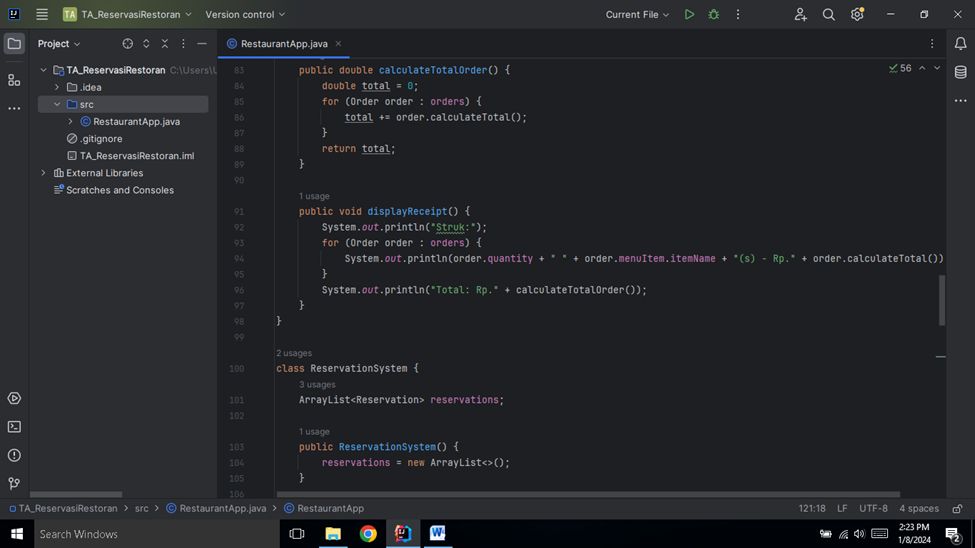 TA TA_ReservasiRestoran Version control Current File
Project
RestaurantApp.java
TA_ReservasiRestoran C:\Users\U
.idea
src
RestaurantApp.java
.gitignore
TA_ReservasiRestoran.iml
External Libraries
Scratches and Consoles
56
83 public double calculateTotalOrder() {
84 double total = 0;
85 for (Order order : orders) {
86 total += order.calculateTotal();
87 }
88 return total;
89 }
90
1 usage
91 public void displayReceipt() {
92 System.out.println("Struk:");
93 for (Order order : orders) {
94 System.out.println(order.quantity + " " + order.menuItem.itemName + "(s) - Rp." + order.calculateTotal())
95 }
96 System.out.println("Total: Rp." + calculateTotalOrder());
97 }
98 }
99
2 usages
100 class ReservationSystem {
3 usages
101 ArrayList<Reservation> reservations;
102
1 usage
103 public ReservationSystem() {
104 reservations = new ArrayList<>();
105 }
106
TA_ReservasiRestoran > src > RestaurantApp.java > RestaurantApp 121:18 LF UTF-8 4 spaces
Search Windows
2:23 PM
1/8/2024
2